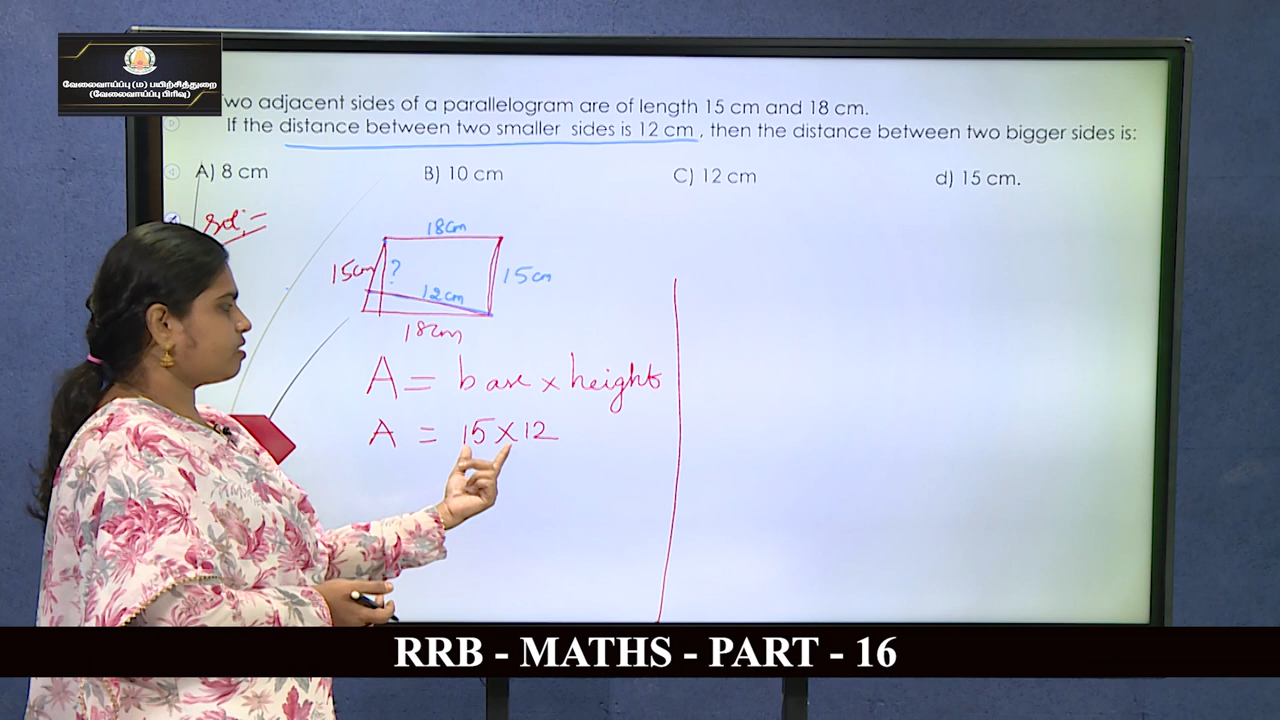 வேலைவாய்ப்பு (ம) பயிற்சித்துறை
(வேலைவாய்ப்பு பிரிவு)
wo adjacent sides of a parallelogram are of length 15 cm and 18 cm.
If the distance between two smaller sides is 12 cm , then the distance between two bigger sides is:
A) 8 cm B) 10 cm C) 12 cm d) 15 cm.
Sol:-
18cm
15cm ? 15cm
12cm
18cm
A = base x height
A = 15 x 12
RRB - MATHS - PART - 16